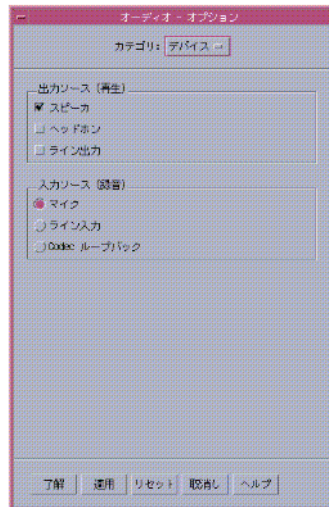 オーディオ - オプション
カテゴリ: デバイス
出力ソース (再生)
スピーカ
ヘッドホン
ライン出力
入力ソース (録音)
マイク
ライン入力
Codec ループバック
了解 適用 リセット 取消し ヘルプ